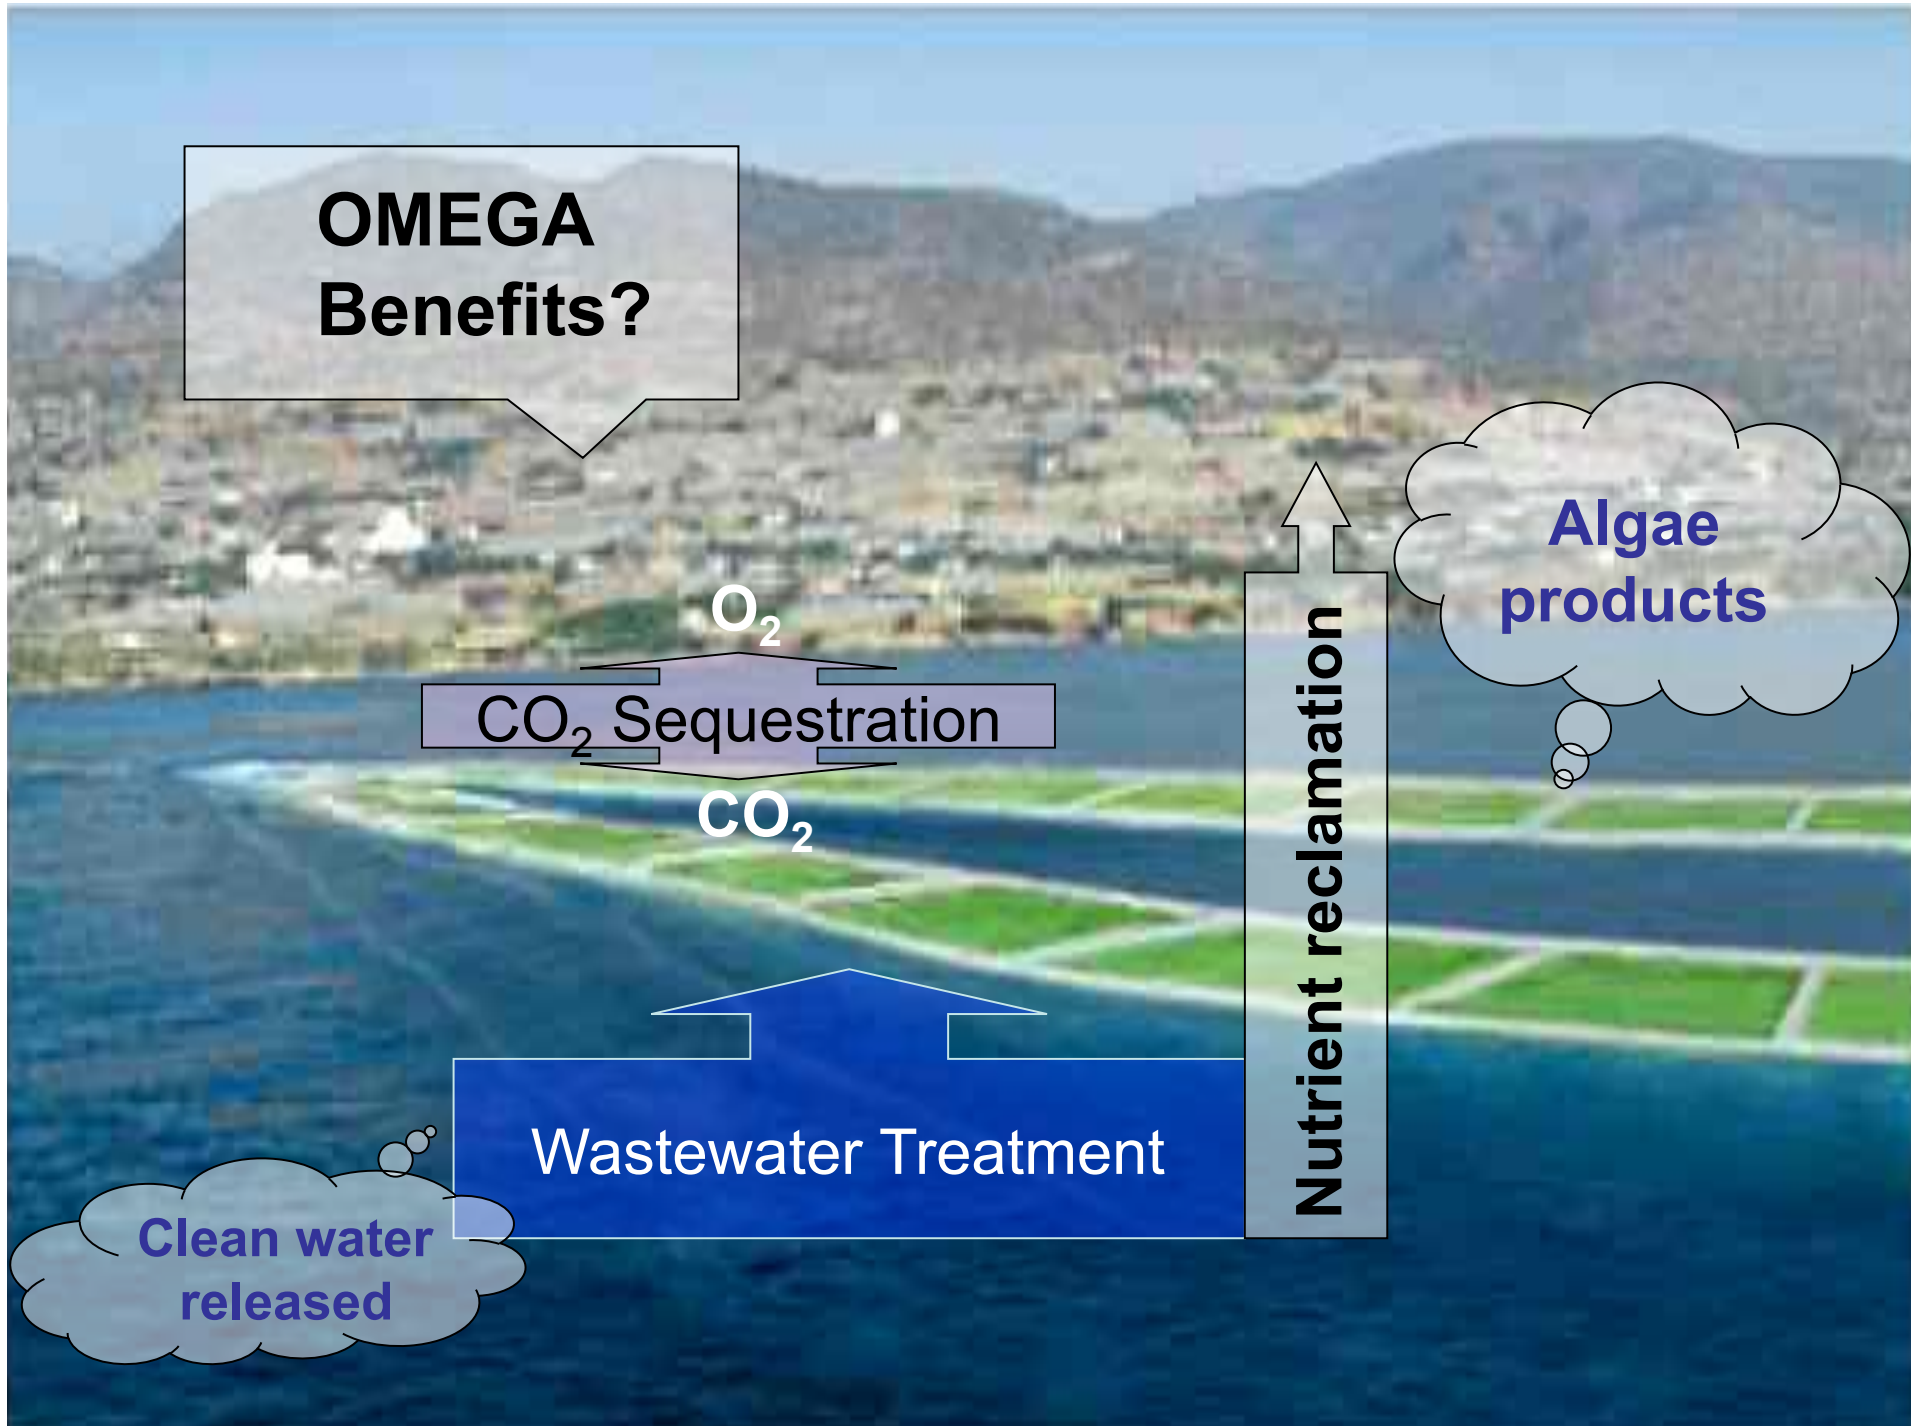 OMEGA
Benefits?
Algae
products
O₂
CO₂ Sequestration
CO₂
Nutrient reclamation
Wastewater Treatment
Clean water
released